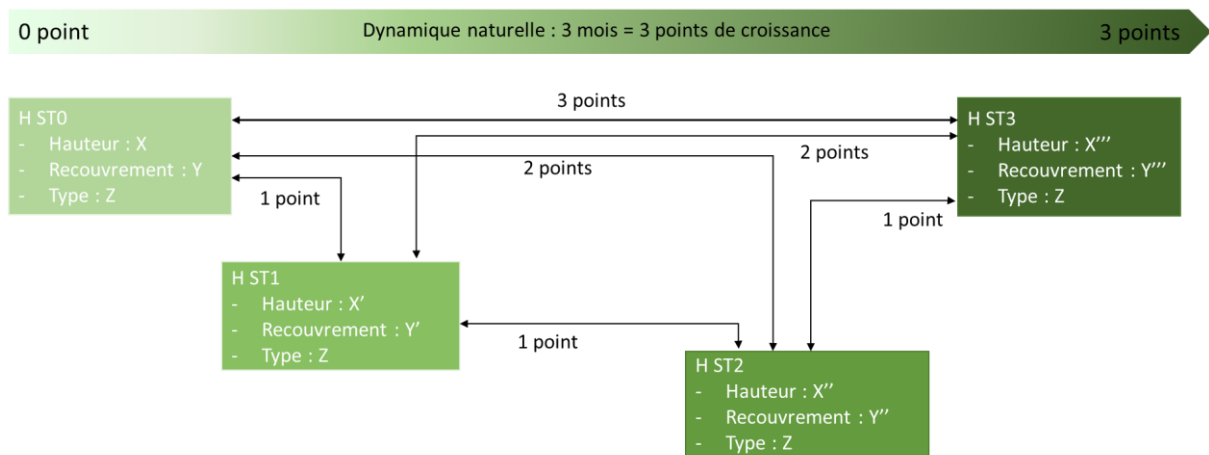 0 point
Dynamique naturelle : 3 mois = 3 points de croissance
3 points
3 points
H ST0
- Hauteur : X
- Recouvrement : Y
- Type : Z
H ST3
- Hauteur : X'''
- Recouvrement : Y'''
- Type : Z
2 points
2 points
1 point
1 point
H ST1
- Hauteur : X'
- Recouvrement : Y'
- Type : Z
1 point
H ST2
- Hauteur : X''
- Recouvrement : Y''
- Type : Z